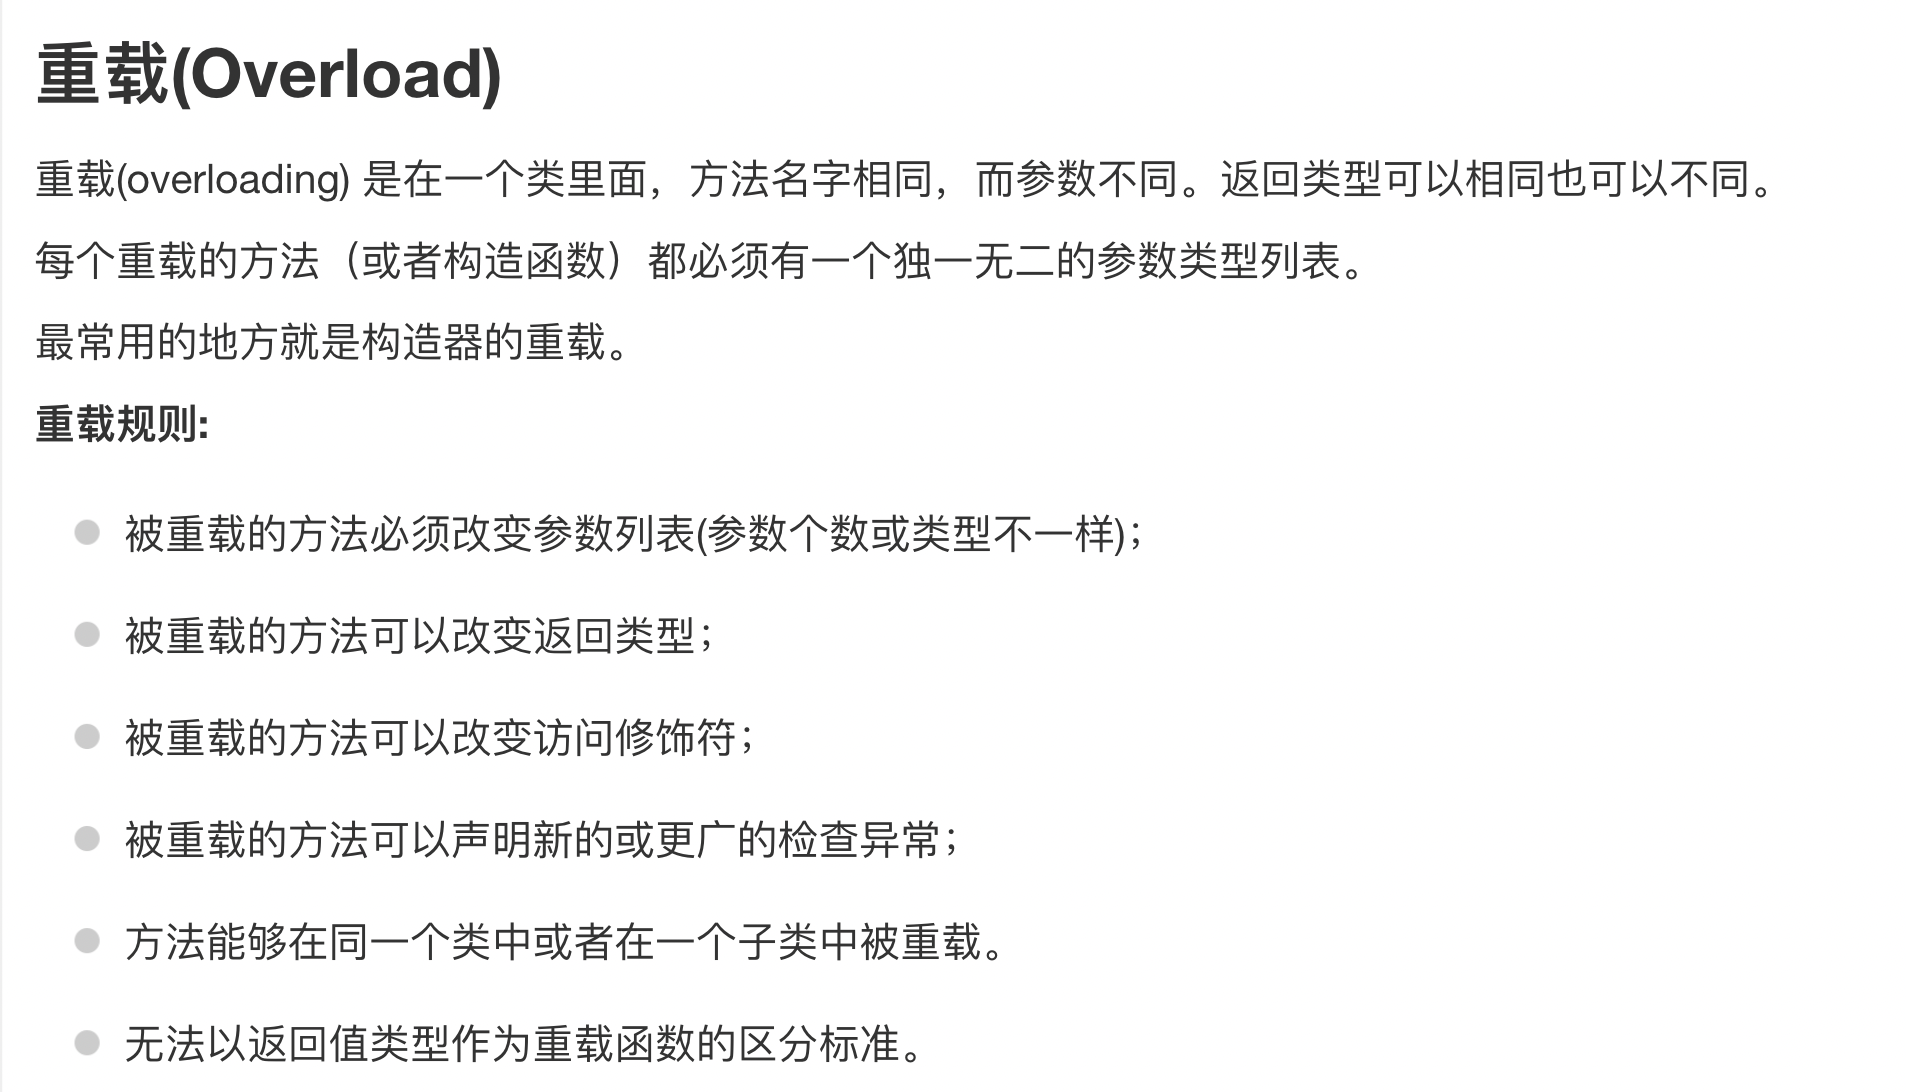 重载(Overload)
重载(overloading) 是在一个类里面，方法名字相同，而参数不同。返回类型可以相同也可以不同。
每个重载的方法（或者构造函数）都必须有一个独一无二的参数类型列表。
最常用的地方就是构造器的重载。
重载规则:
被重载的方法必须改变参数列表(参数个数或类型不一样)；
被重载的方法可以改变返回类型；
被重载的方法可以改变访问修饰符；
被重载的方法可以声明新的或更广的检查异常；
方法能够在同一个类中或者在一个子类中被重载。
无法以返回值类型作为重载函数的区分标准。